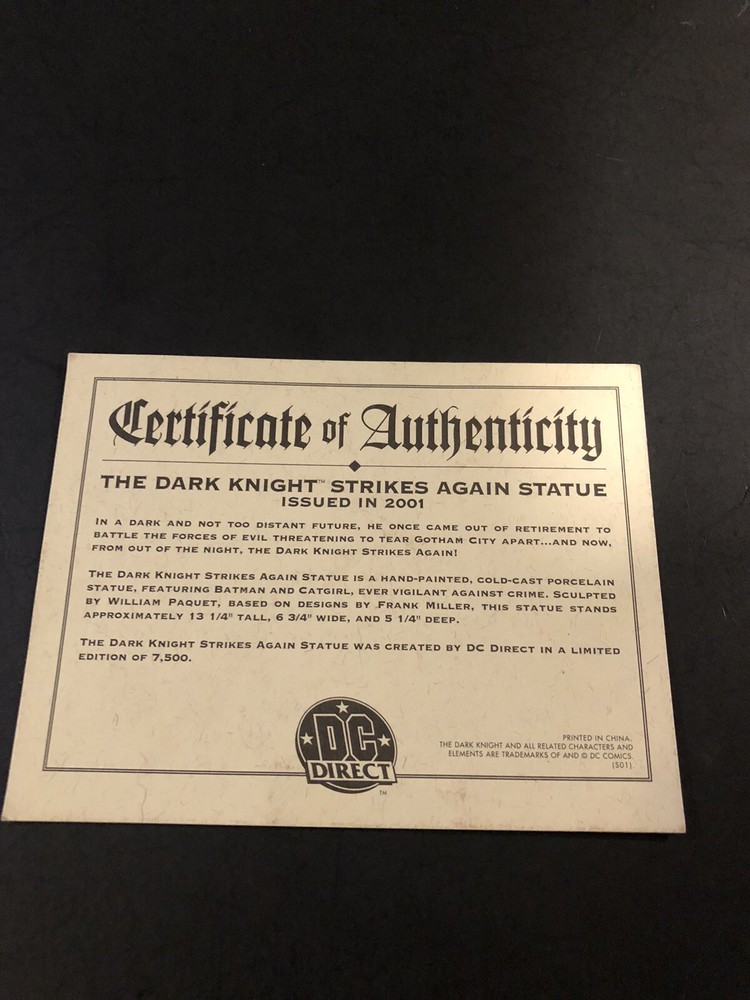 Certificate of Authenticity
THE DARK KNIGHT™ STRIKES AGAIN STATUE
ISSUED IN 2001
IN A DARK AND NOT TOO DISTANT FUTURE, HE ONCE CAME OUT OF RETIREMENT TO
BATTLE THE FORCES OF EVIL THREATENING TO TEAR GOTHAM CITY APART...AND NOW,
FROM OUT OF THE NIGHT, THE DARK KNIGHT STRIKES AGAIN!
THE DARK KNIGHT STRIKES AGAIN STATUE IS A HAND-PAINTED, COLD-CAST PORCELAIN
STATUE, FEATURING BATMAN AND CATGIRL, EVER VIGILANT AGAINST CRIME. SCULPTED
BY WILLIAM PAQUET, BASED ON DESIGNS BY FRANK MILLER, THIS STATUE STANDS
APPROXIMATELY 13 1/4" TALL, 6 3/4" WIDE, AND 5 1/4" DEEP.
THE DARK KNIGHT STRIKES AGAIN STATUE WAS CREATED BY DC DIRECT IN A LIMITED
EDITION OF 7,500.
DC
DIRECT
TM
PRINTED IN CHINA.
THE DARK KNIGHT AND ALL RELATED CHARACTERS AND
ELEMENTS ARE TRADEMARKS OF AND © DC COMICS.
(S01)